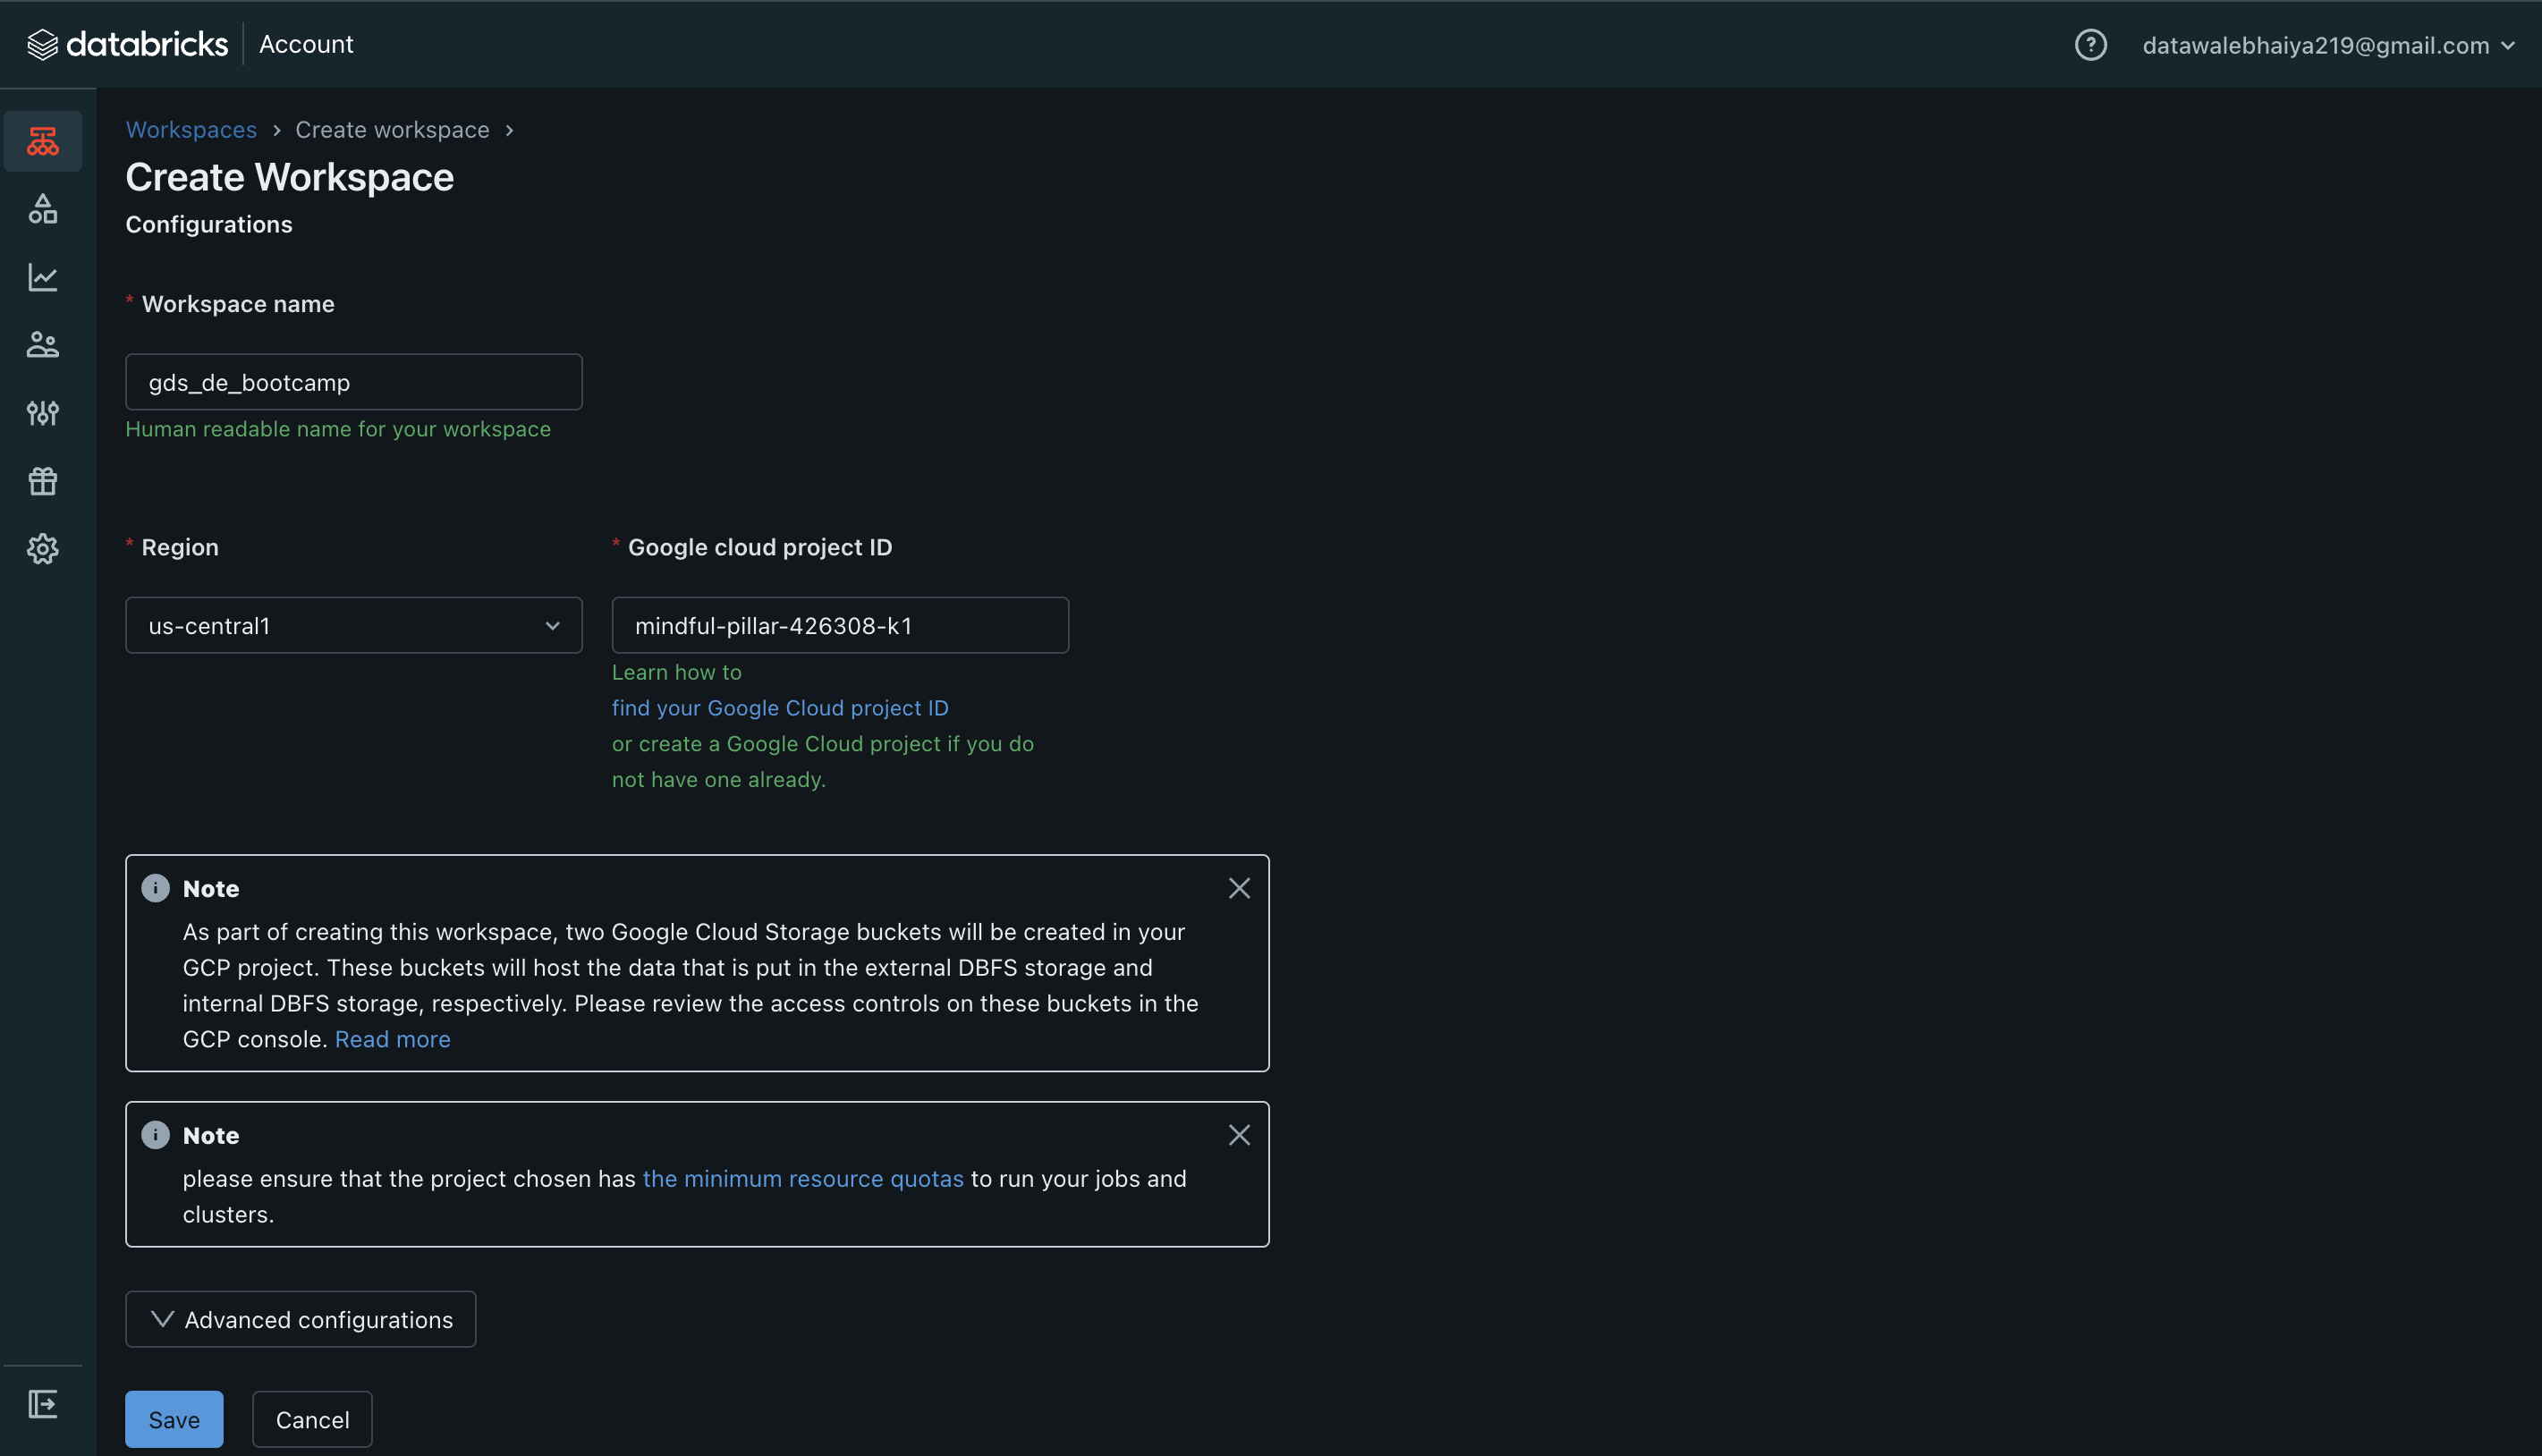 databricks Account
datawalebhaiya219@gmail.com
Workspaces > Create workspace >
Create Workspace
Configurations
* Workspace name
gds_de_bootcamp
Human readable name for your workspace
* Region
us-central1
* Google cloud project ID
mindful-pillar-426308-k1
Learn how to
find your Google Cloud project ID
or create a Google Cloud project if you do
not have one already.
Note
As part of creating this workspace, two Google Cloud Storage buckets will be created in your
GCP project. These buckets will host the data that is put in the external DBFS storage and
internal DBFS storage, respectively. Please review the access controls on these buckets in the
GCP console. Read more
Note
please ensure that the project chosen has the minimum resource quotas to run your jobs and
clusters.
Advanced configurations
Save
Cancel